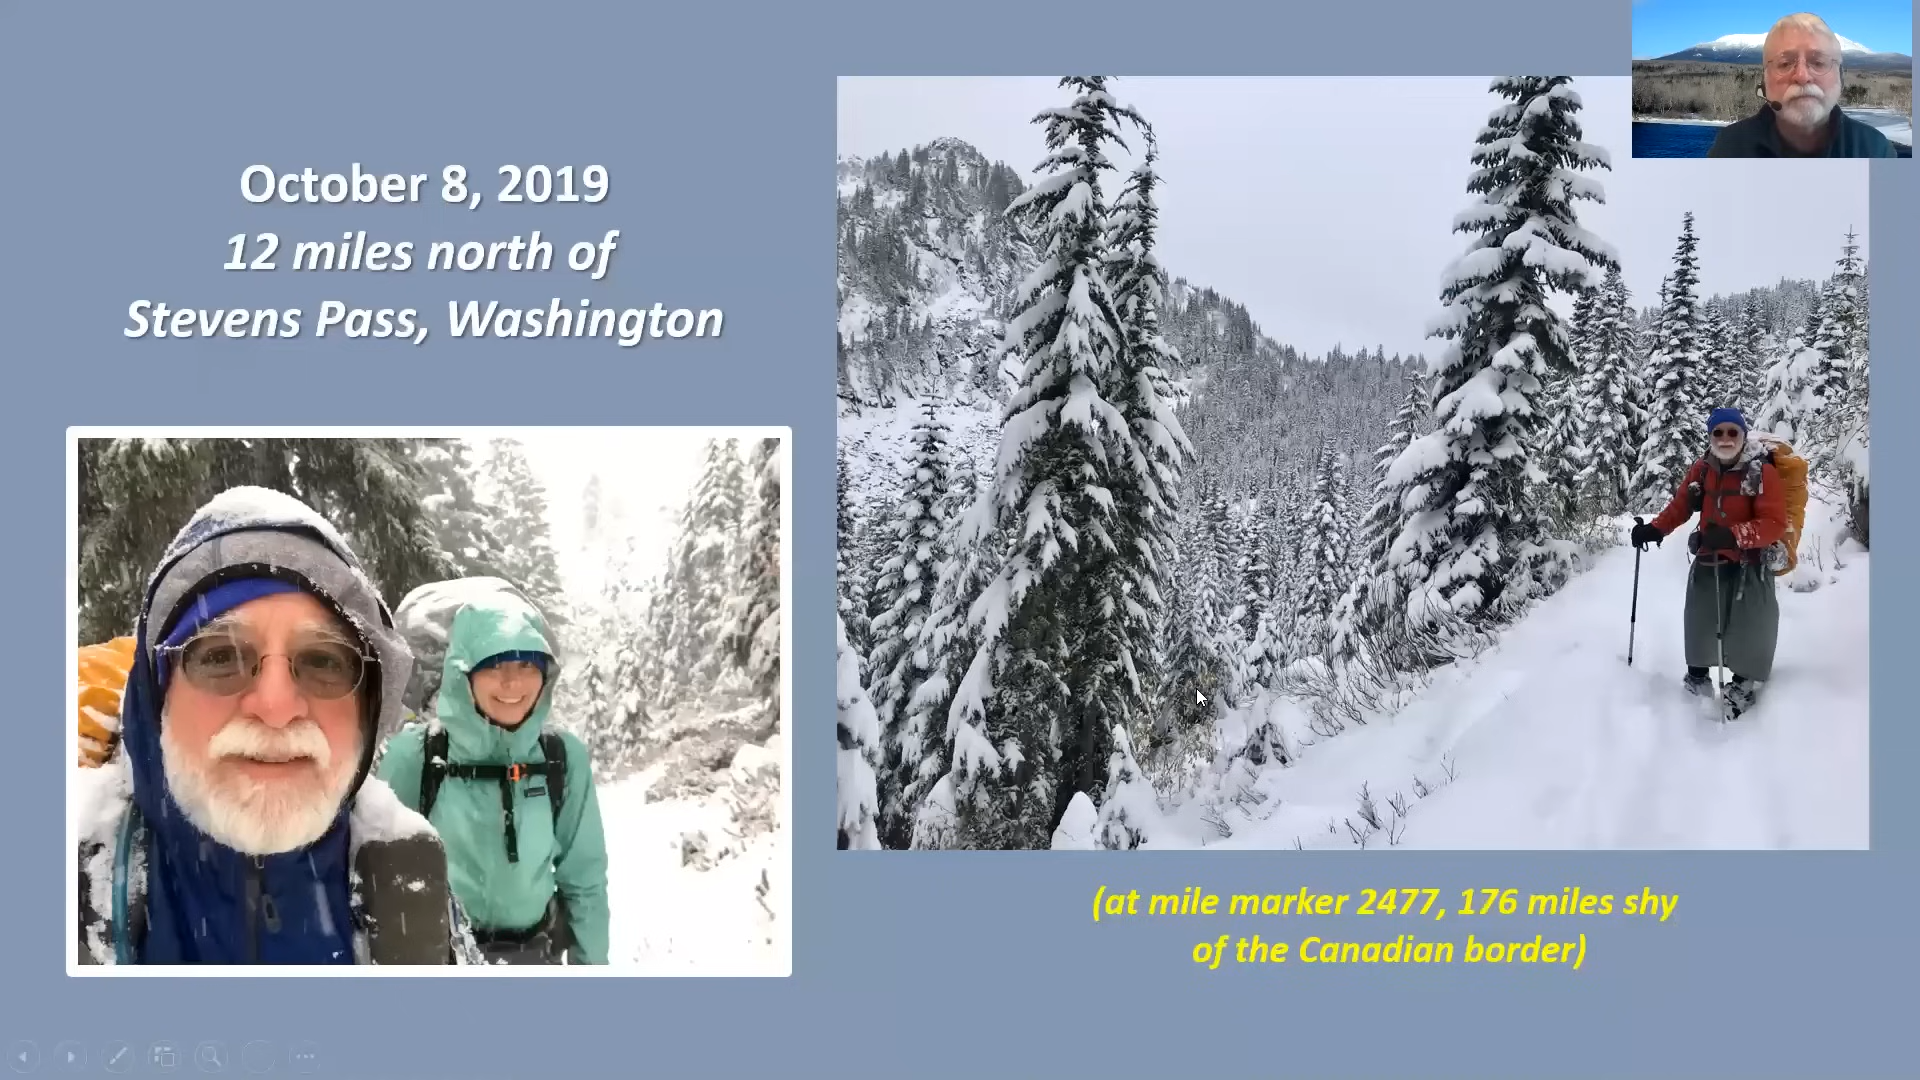 October 8, 2019
12 miles north of
Stevens Pass, Washington
(at mile marker 2477, 176 miles shy
of the Canadian border)